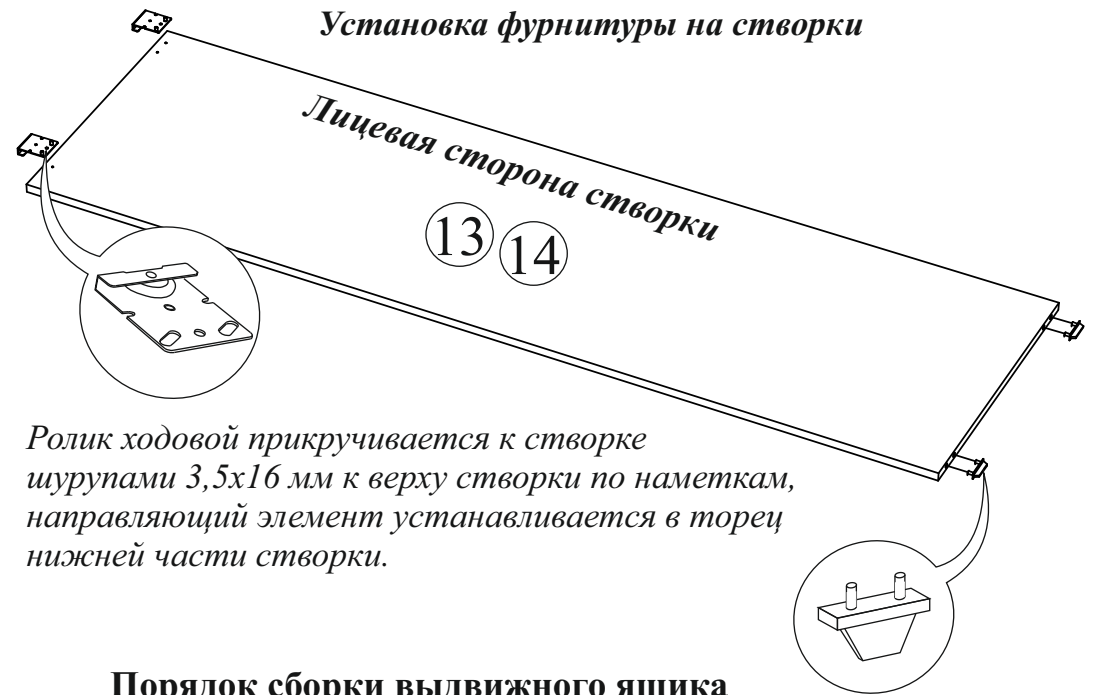 Установка фурнитуры на створки
Лицевая сторона створки
13 14
Ролик ходовой прикручивается к створке
шурупами 3,5х16 мм к верху створки по наметкам,
направляющий элемент устанавливается в торец
нижней части створки.
Порядок сборки выдвижного ящика